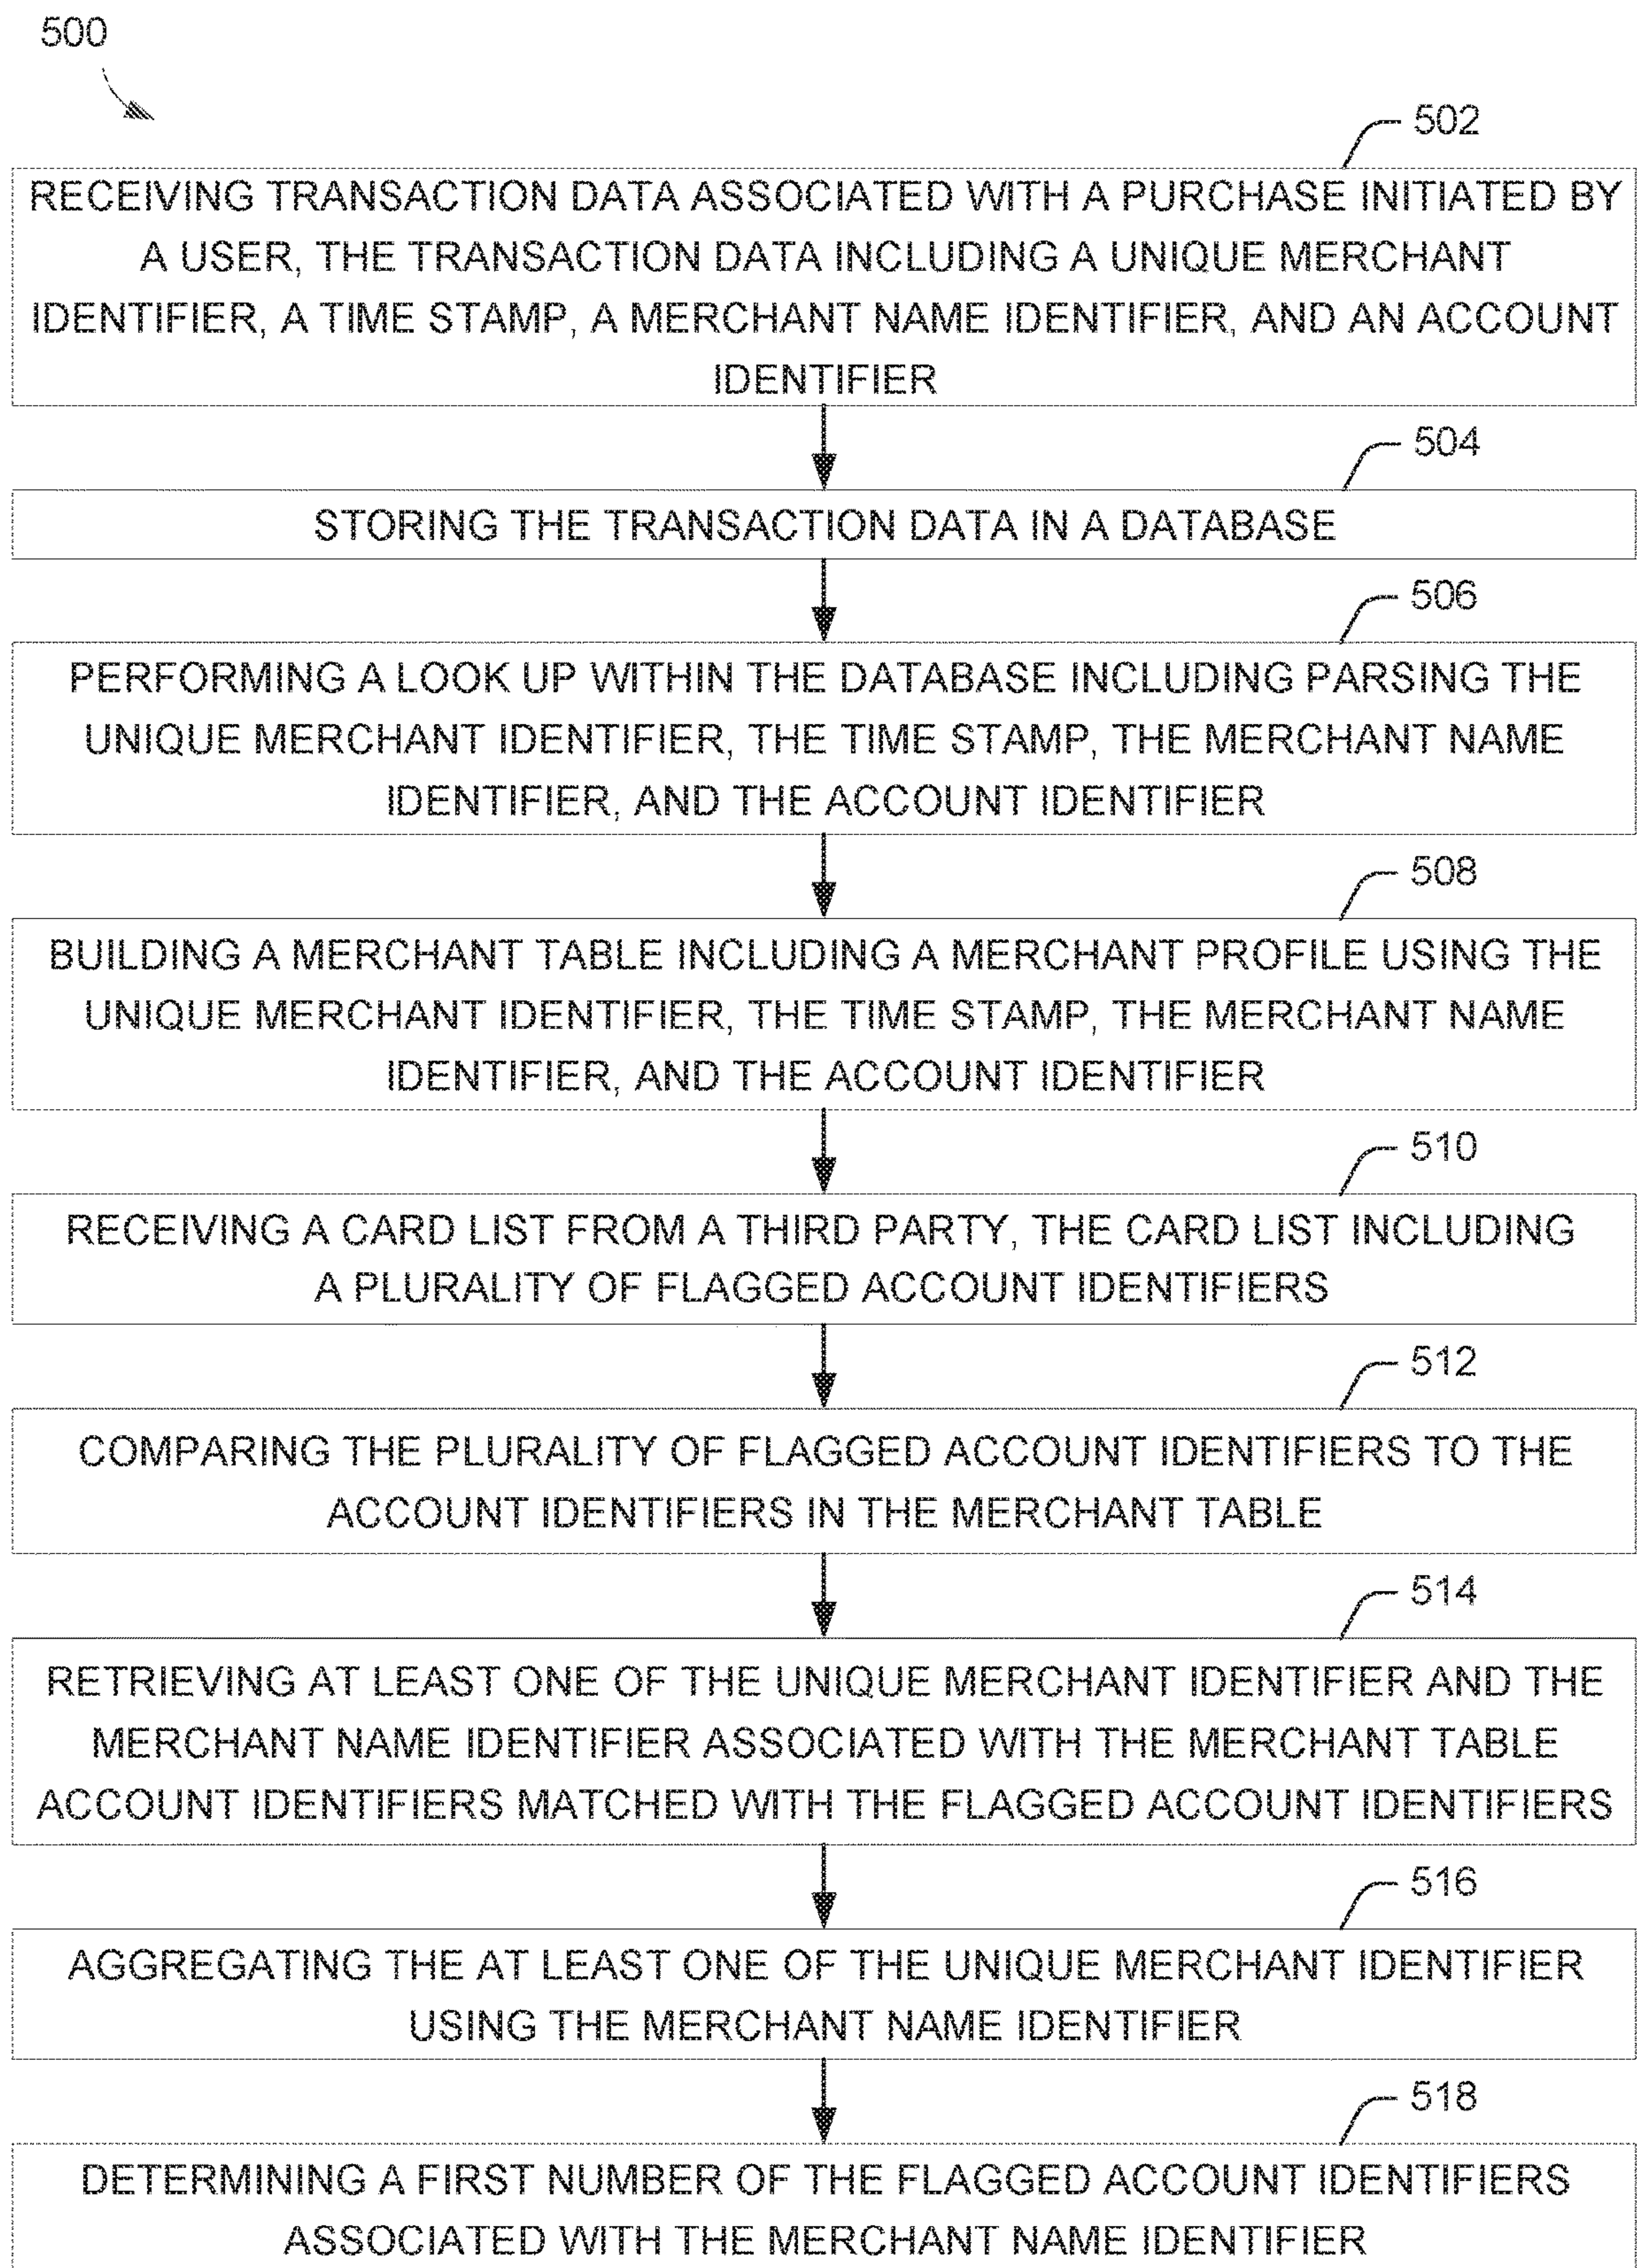 500
502
RECEIVING TRANSACTION DATA ASSOCIATED WITH A PURCHASE INITIATED BY
A USER, THE TRANSACTION DATA INCLUDING A UNIQUE MERCHANT
IDENTIFIER, A TIME STAMP, A MERCHANT NAME IDENTIFIER, AND AN ACCOUNT
IDENTIFIER
504
STORING THE TRANSACTION DATA IN A DATABASE
506
PERFORMING A LOOK UP WITHIN THE DATABASE INCLUDING PARSING THE
UNIQUE MERCHANT IDENTIFIER, THE TIME STAMP, THE MERCHANT NAME
IDENTIFIER, AND THE ACCOUNT IDENTIFIER
508
BUILDING A MERCHANT TABLE INCLUDING A MERCHANT PROFILE USING THE
UNIQUE MERCHANT IDENTIFIER, THE TIME STAMP, THE MERCHANT NAME
IDENTIFIER, AND THE ACCOUNT IDENTIFIER
510
RECEIVING A CARD LIST FROM A THIRD PARTY, THE CARD LIST INCLUDING
A PLURALITY OF FLAGGED ACCOUNT IDENTIFIERS
512
COMPARING THE PLURALITY OF FLAGGED ACCOUNT IDENTIFIERS TO THE
ACCOUNT IDENTIFIERS IN THE MERCHANT TABLE
514
RETRIEVING AT LEAST ONE OF THE UNIQUE MERCHANT IDENTIFIER AND THE
MERCHANT NAME IDENTIFIER ASSOCIATED WITH THE MERCHANT TABLE
ACCOUNT IDENTIFIERS MATCHED WITH THE FLAGGED ACCOUNT IDENTIFIERS
516
AGGREGATING THE AT LEAST ONE OF THE UNIQUE MERCHANT IDENTIFIER
USING THE MERCHANT NAME IDENTIFIER
518
DETERMINING A FIRST NUMBER OF THE FLAGGED ACCOUNT IDENTIFIERS
ASSOCIATED WITH THE MERCHANT NAME IDENTIFIER